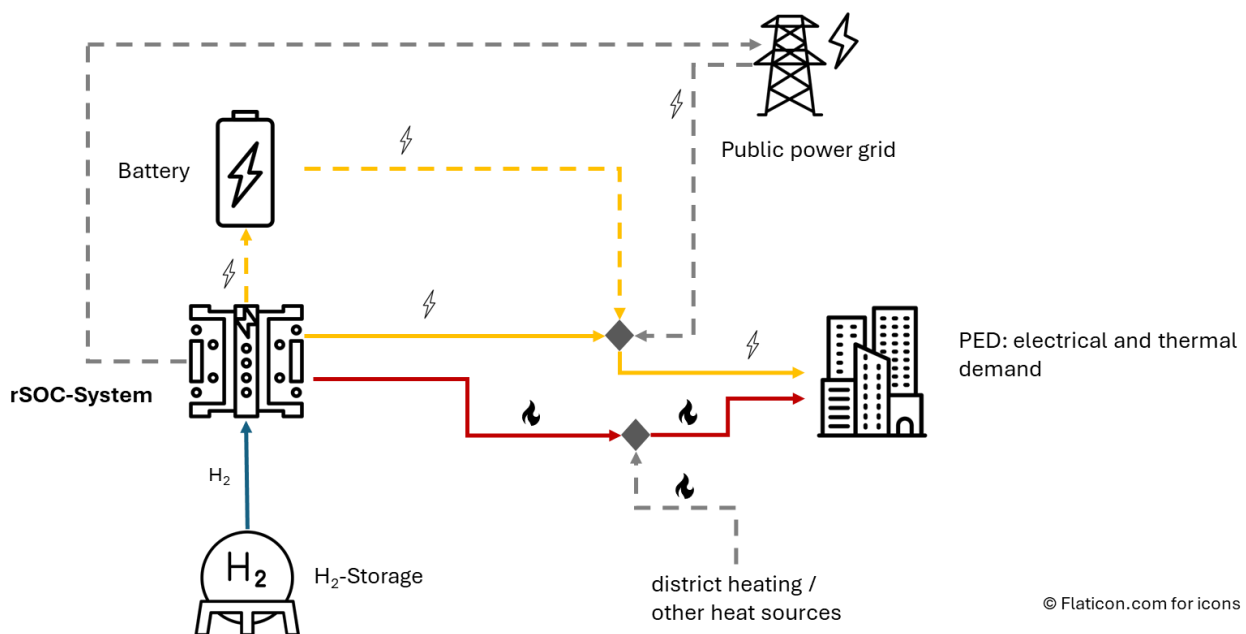 Public power grid
Battery
PED: electrical and thermal
demand
rSOC-System
H₂
H₂
H₂-Storage
district heating /
other heat sources
© Flaticon.com for icons